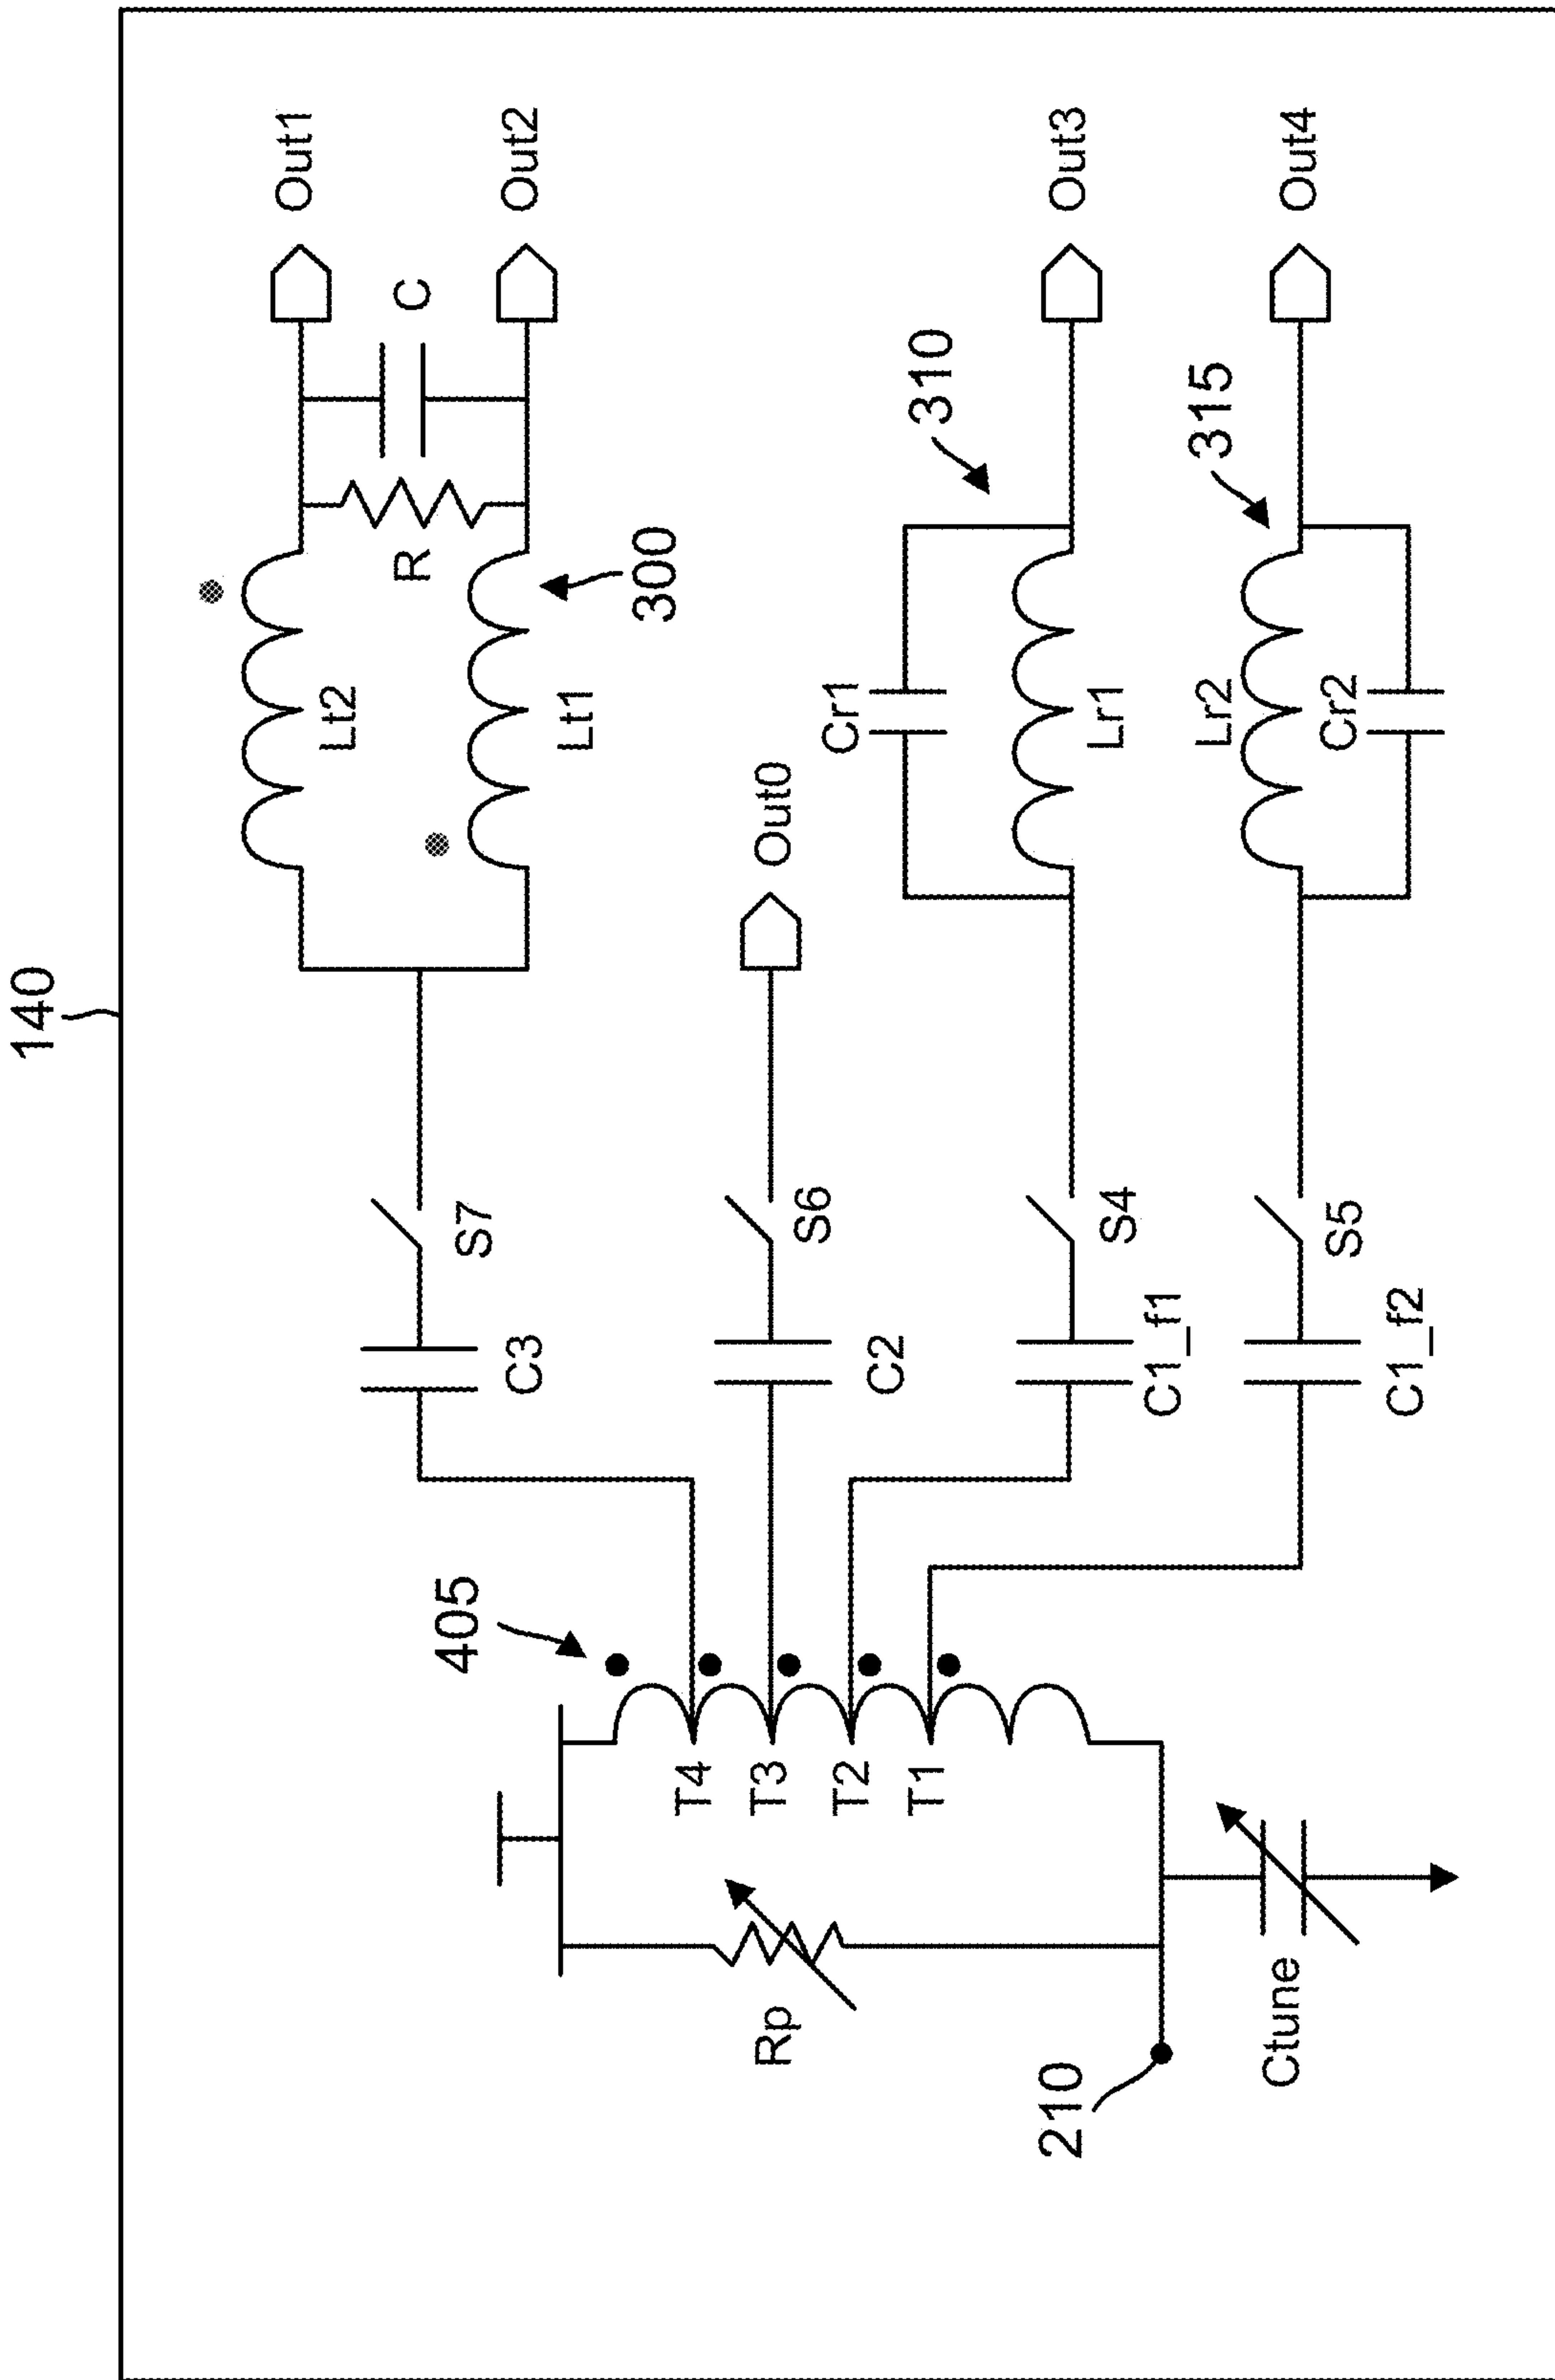 140
Out1
Out2
C
R
300
Lt2
Lt1
Out0
310
Out3
Cr1
Lr1
315
Out4
Lr2
Cr2
S7
C3
S6
C2
S4
C1_f1
S5
C1_f2
405
T4
T3
T2
T1
Rp
210
Ctune